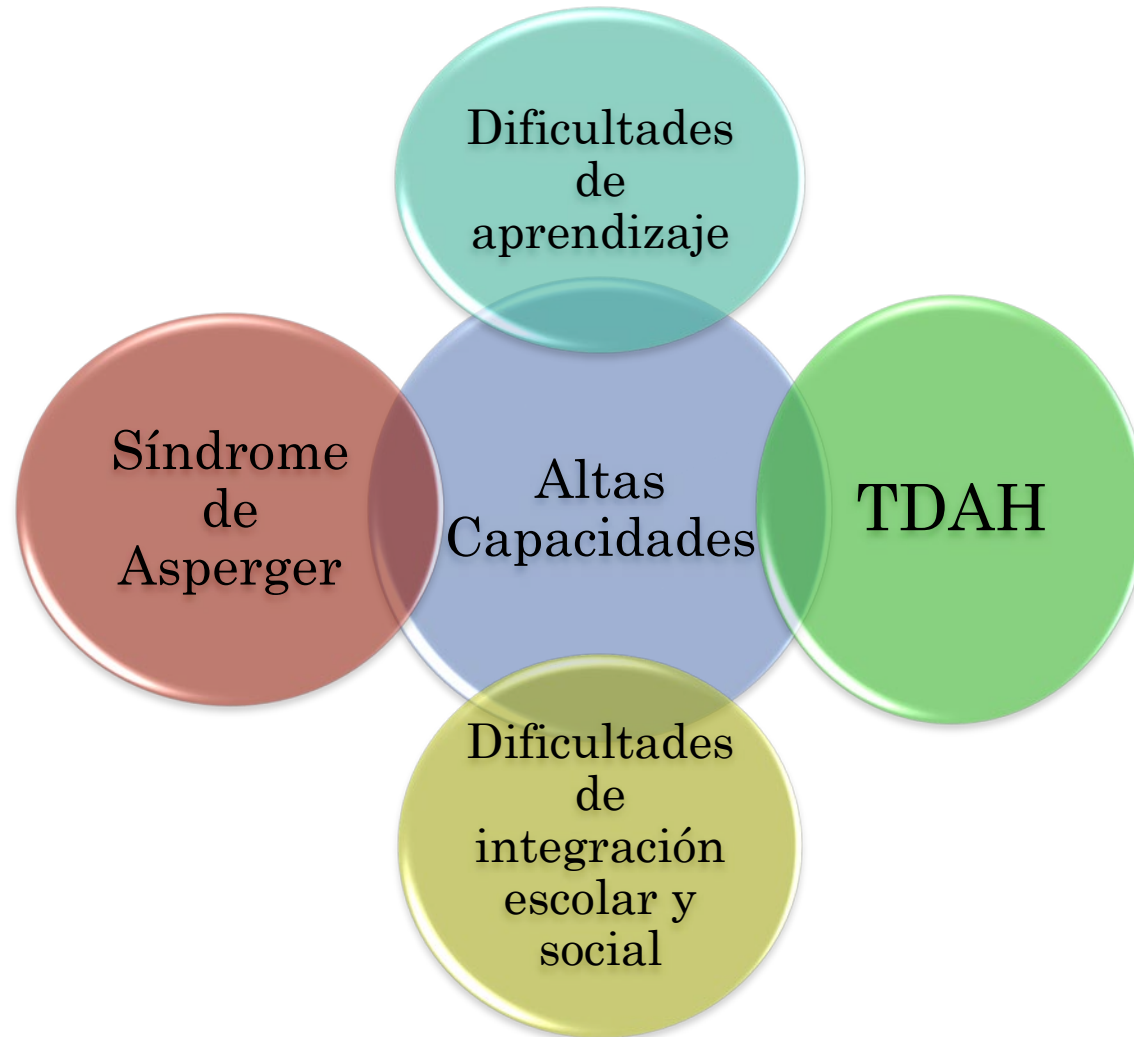 Dificultades
de
aprendizaje
Síndrome
de
Asperger
Altas
Capacidades
TDAH
Dificultades
de
integración
escolar y
social